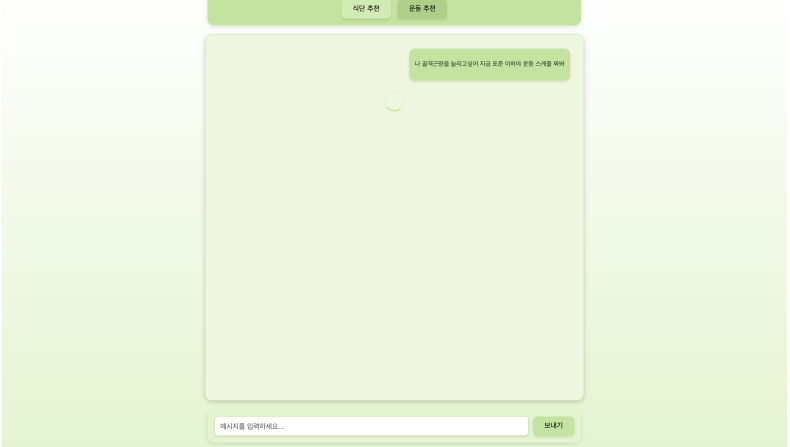 식단 추천
운동 추천
나 골격근량을 늘리고싶어 지금 표준 이하야 운동 스케줄 짜봐
메시지를 입력하세요...
보내기